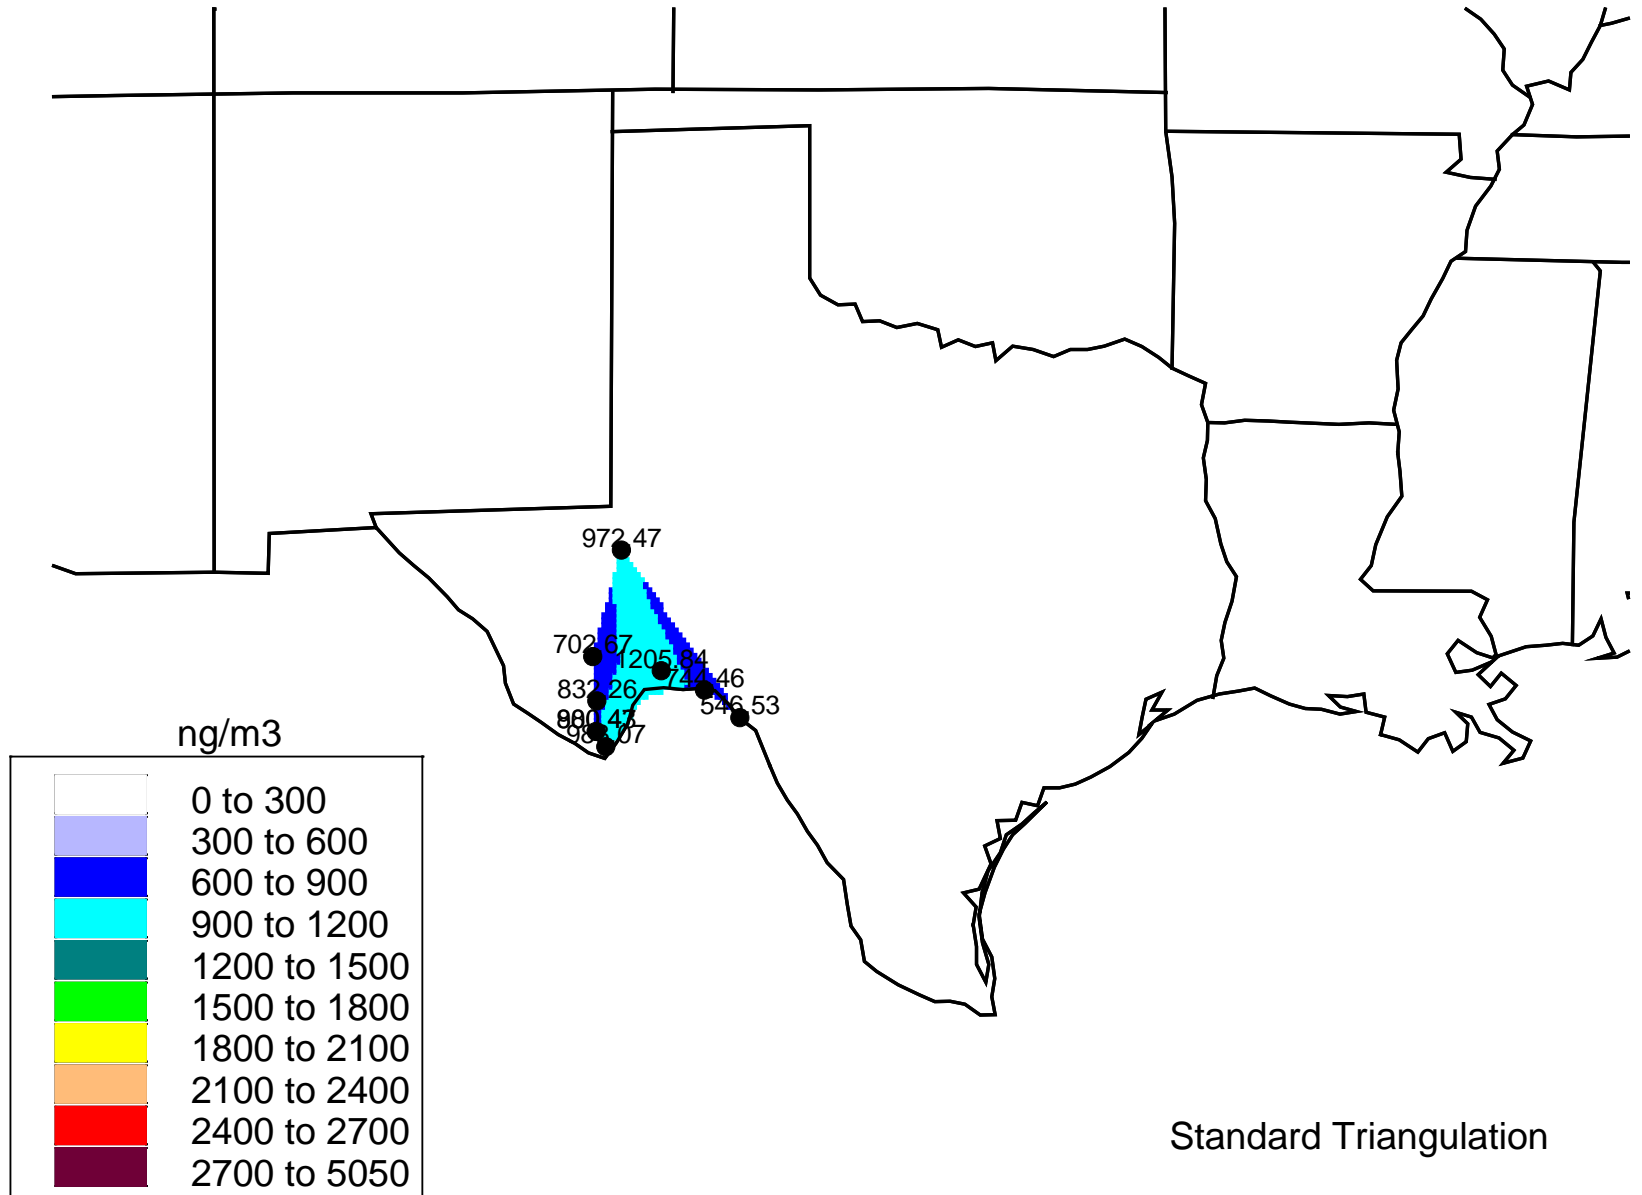 972.47
702.67
1205.84
744.46
832.26
546.53
ng/m3
0 to 300
300 to 600
600 to 900
900 to 1200
1200 to 1500
1500 to 1800
1800 to 2100
2100 to 2400
2400 to 2700
2700 to 5050
Standard Triangulation